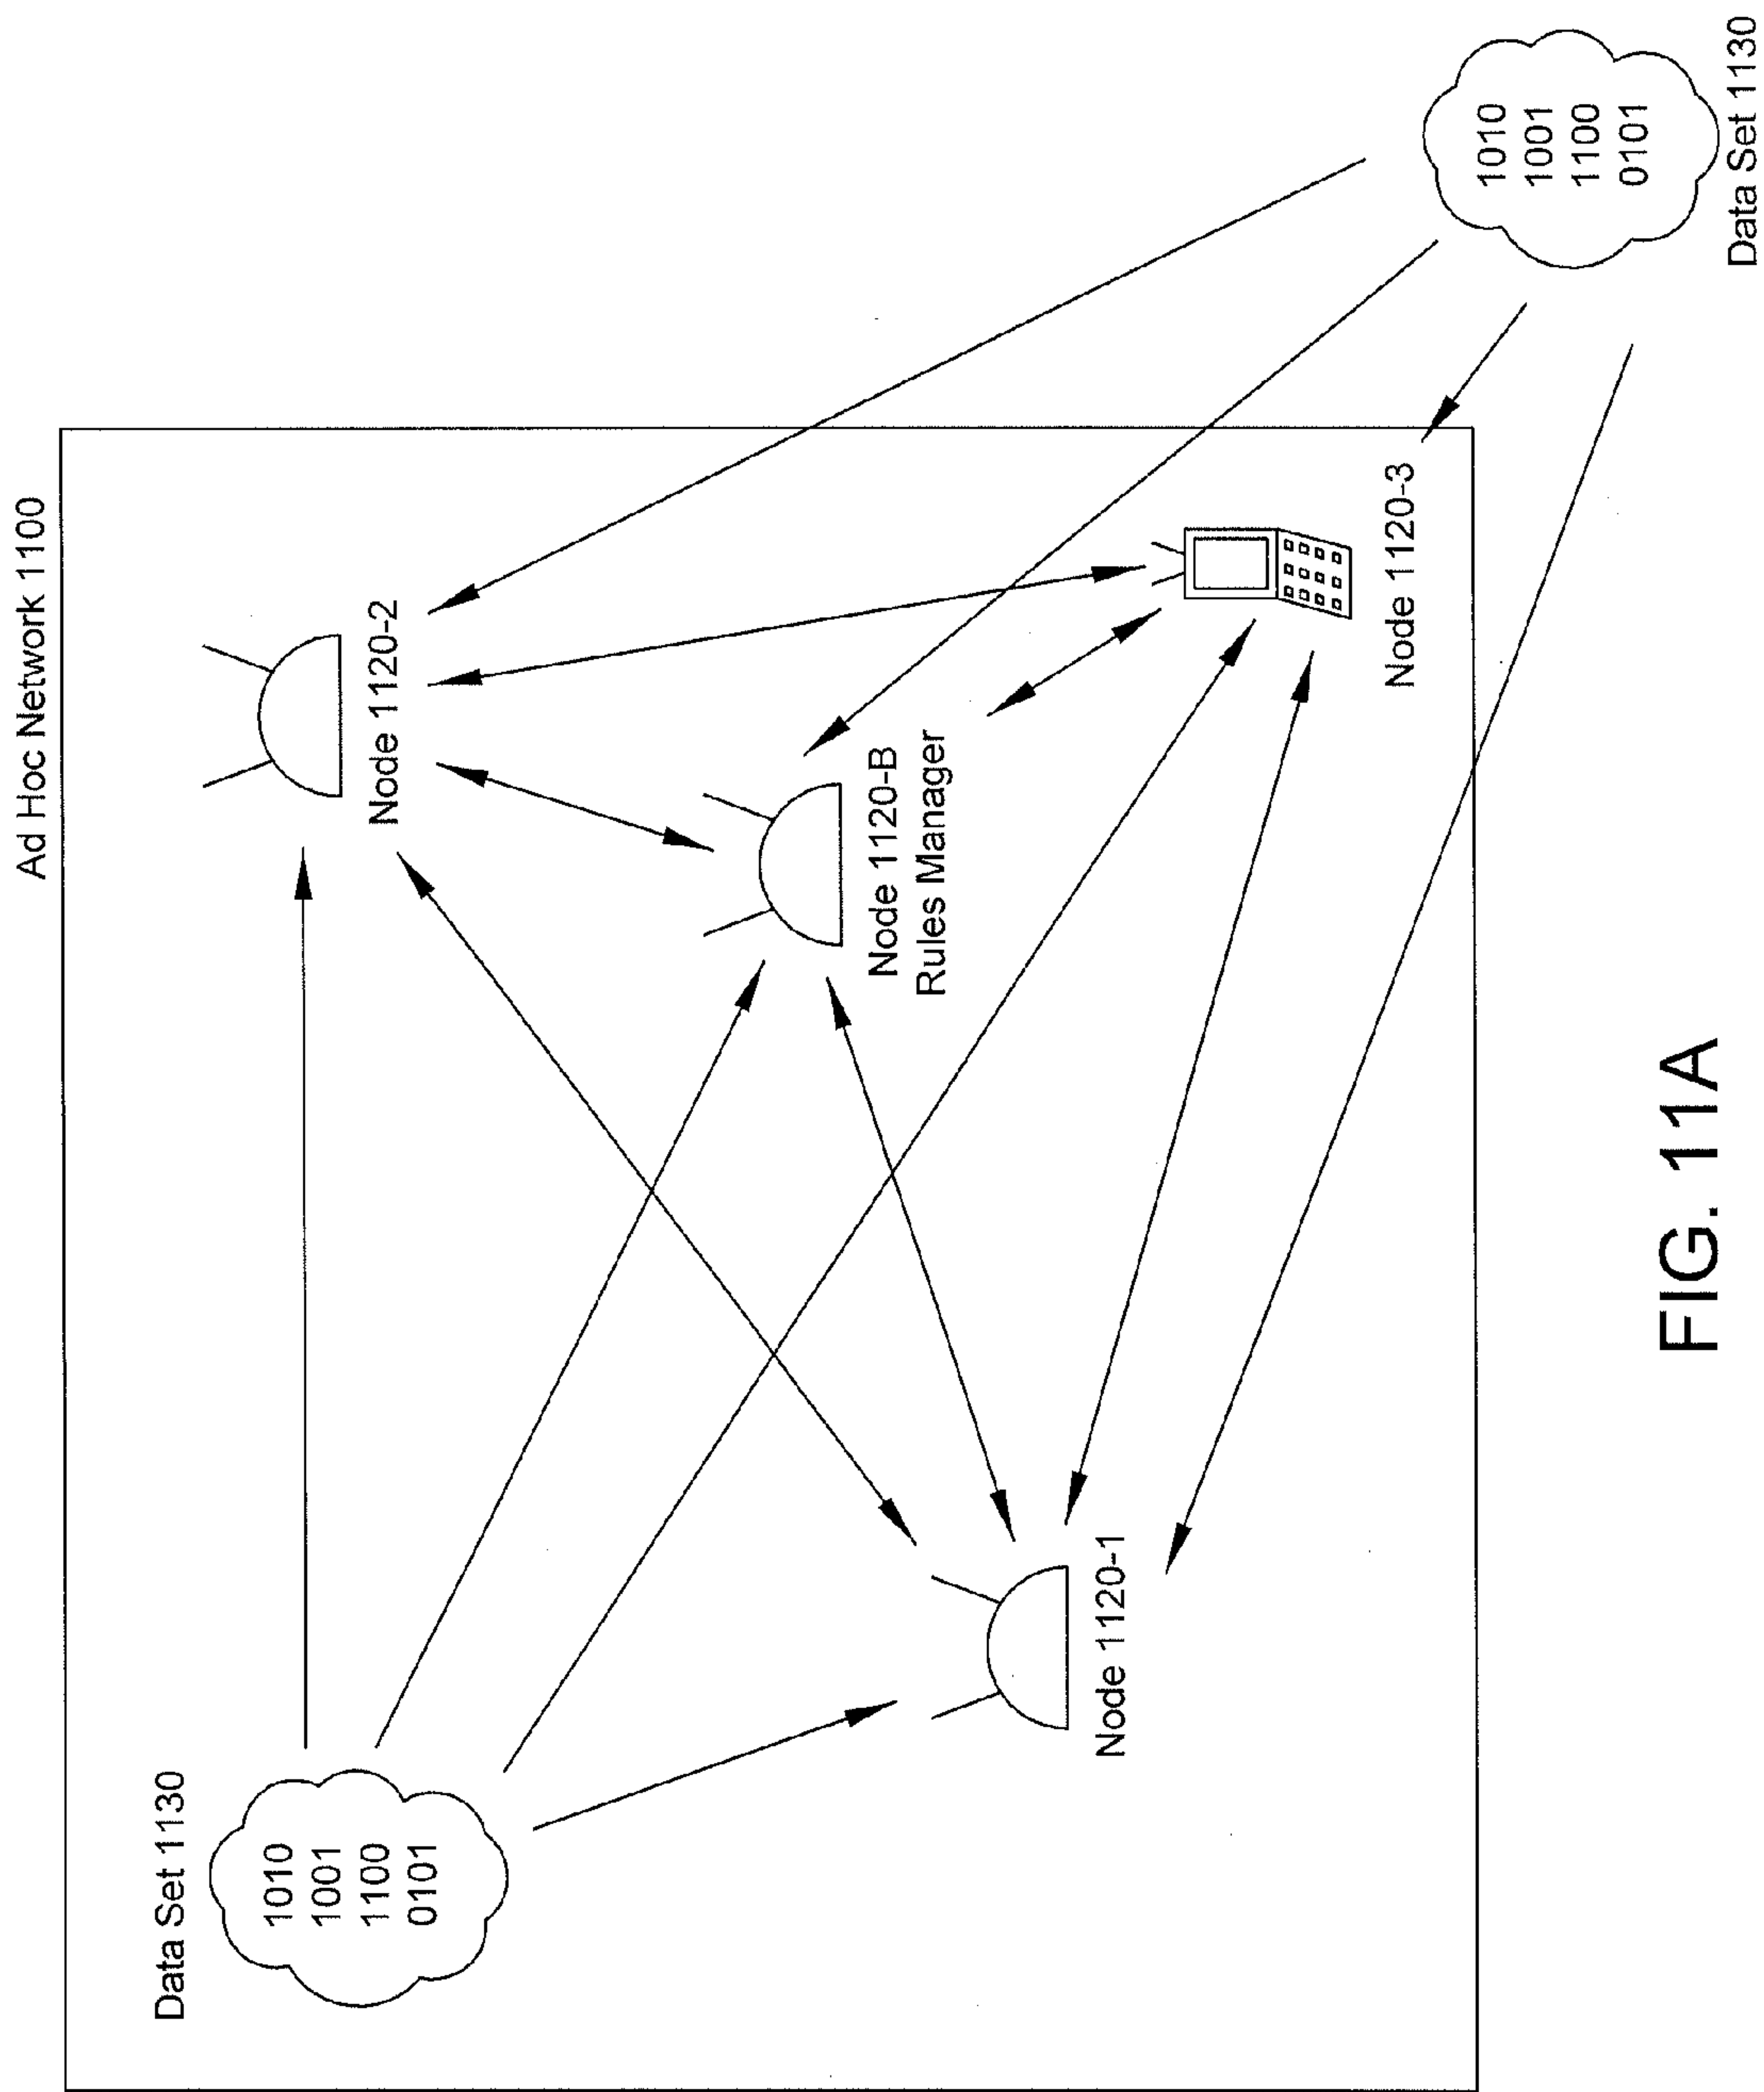 Ad Hoc Network 1100
Data Set 1130
1010
1001
1100
0101
Node 1120-2
Node 1120-B
Rules Manager
Node 1120-1
Node 1120-3
1010
1001
1100
0101
Data Set 1130
FIG. 11A